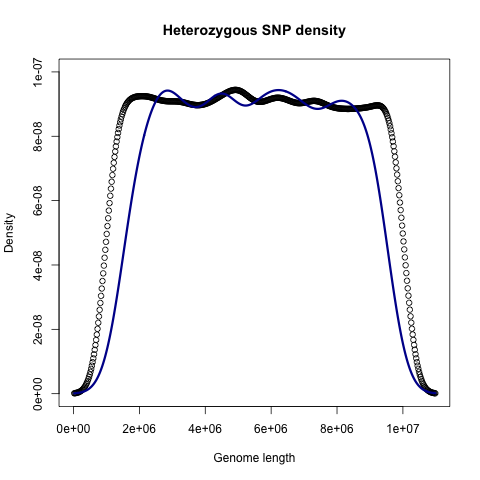 Heterozygous SNP density
Density
1e-07
8e-08
6e-08
4e-08
2e-08
0e+00
0e+00 2e+06 4e+06 6e+06 8e+06 1e+07
Genome length